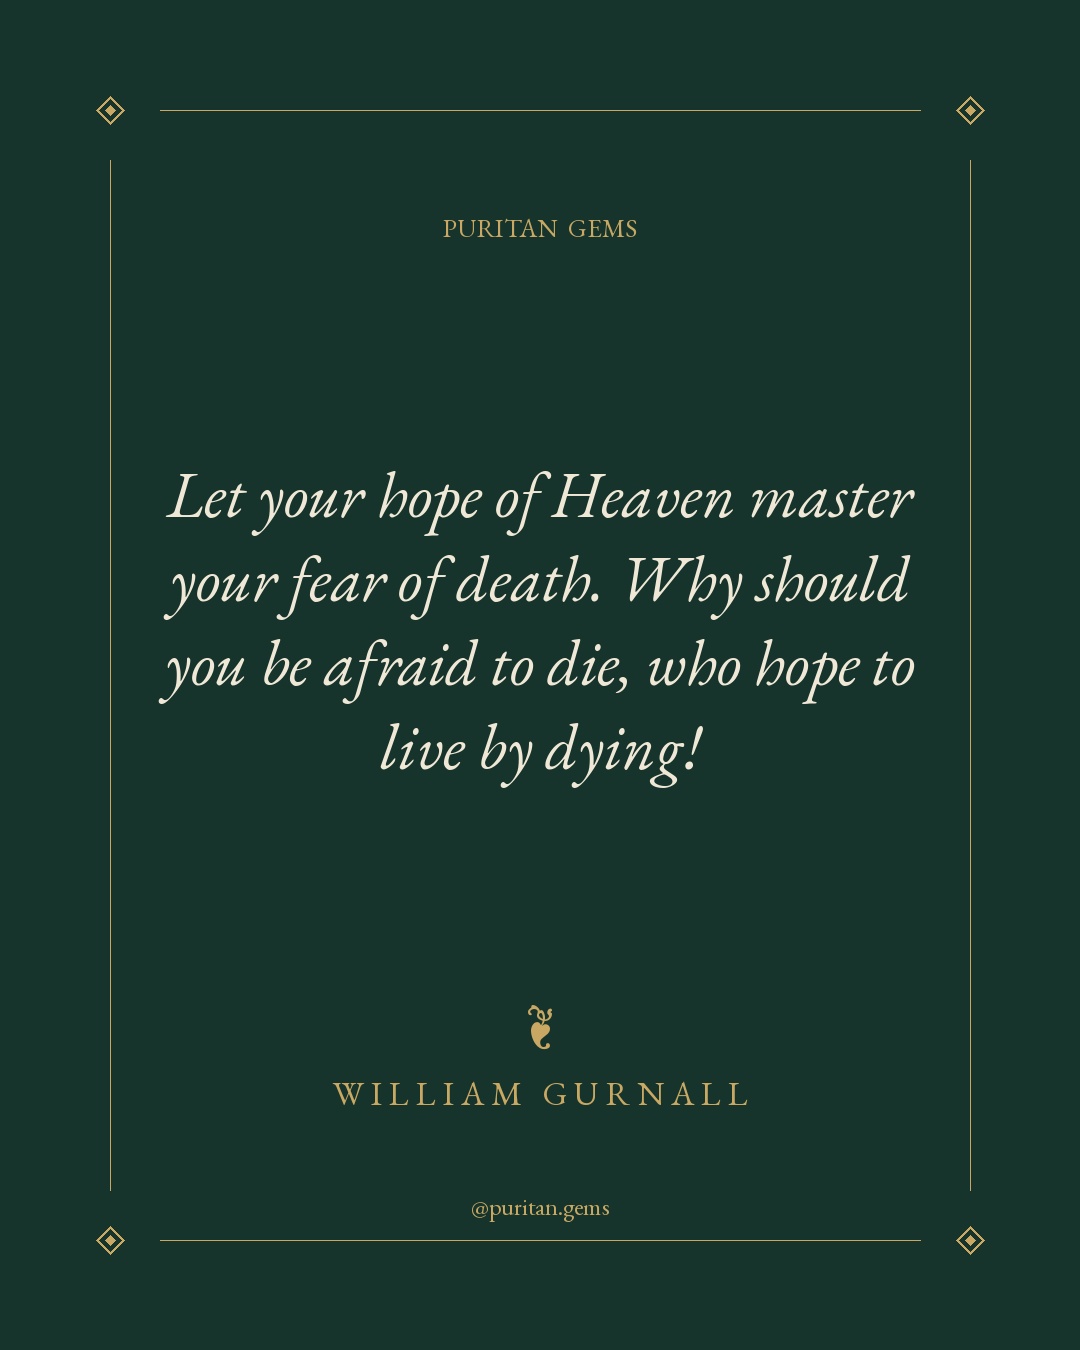 PURITAN GEMS
Let your hope of Heaven master
your fear of death. Why should
you be afraid to die, who hope to
live by dying!
WILLIAM GURNALL
@puritan.gems